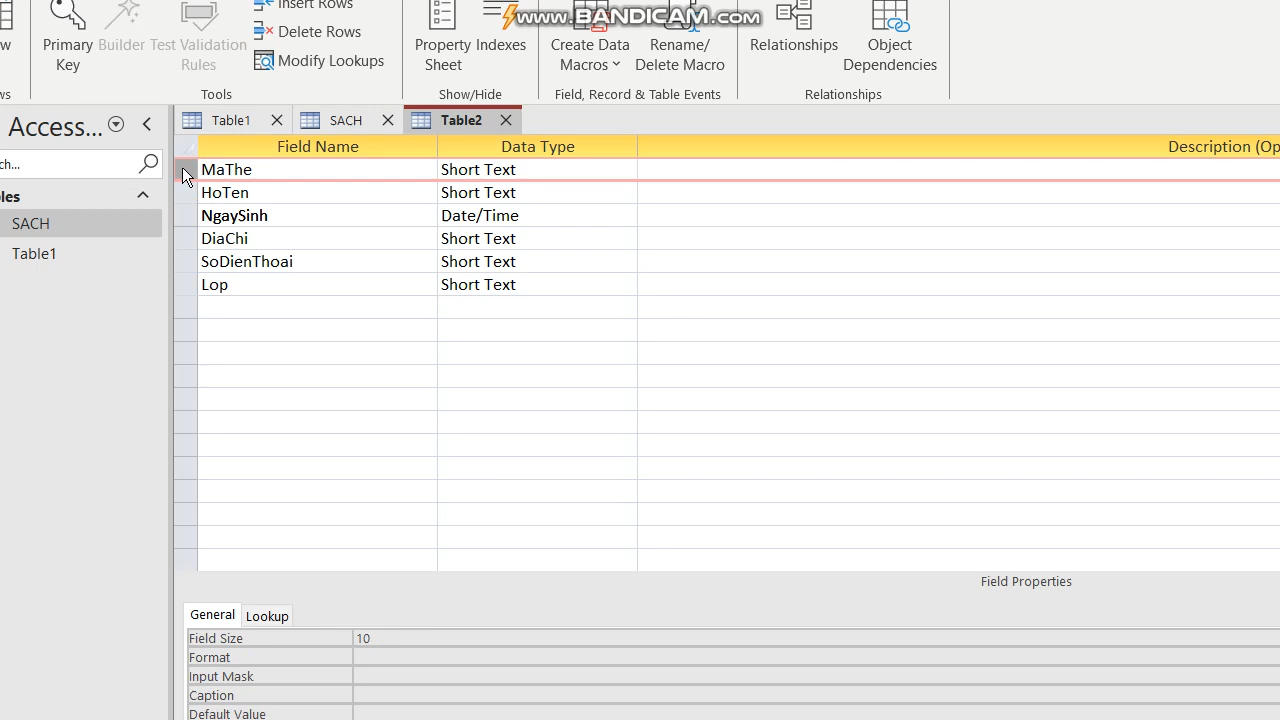 www.BANDICAM.com
Insert Rows
Primary Key
Builder
Test Validation Rules
Delete Rows
Modify Lookups
Property Sheet
Indexes
Create Data Macros
Rename/ Delete Macro
Relationships
Object Dependencies
Tools
Show/Hide
Field, Record & Table Events
Relationships
Access...
Table1
SACH
Table2
SACH
Table1
Field Name Data Type
MaThe Short Text
HoTen Short Text
NgaySinh Date/Time
DiaChi Short Text
SoDienThoai Short Text
Lop Short Text
Field Properties
General Lookup
Field Size 10
Format
Input Mask
Caption
Default Value